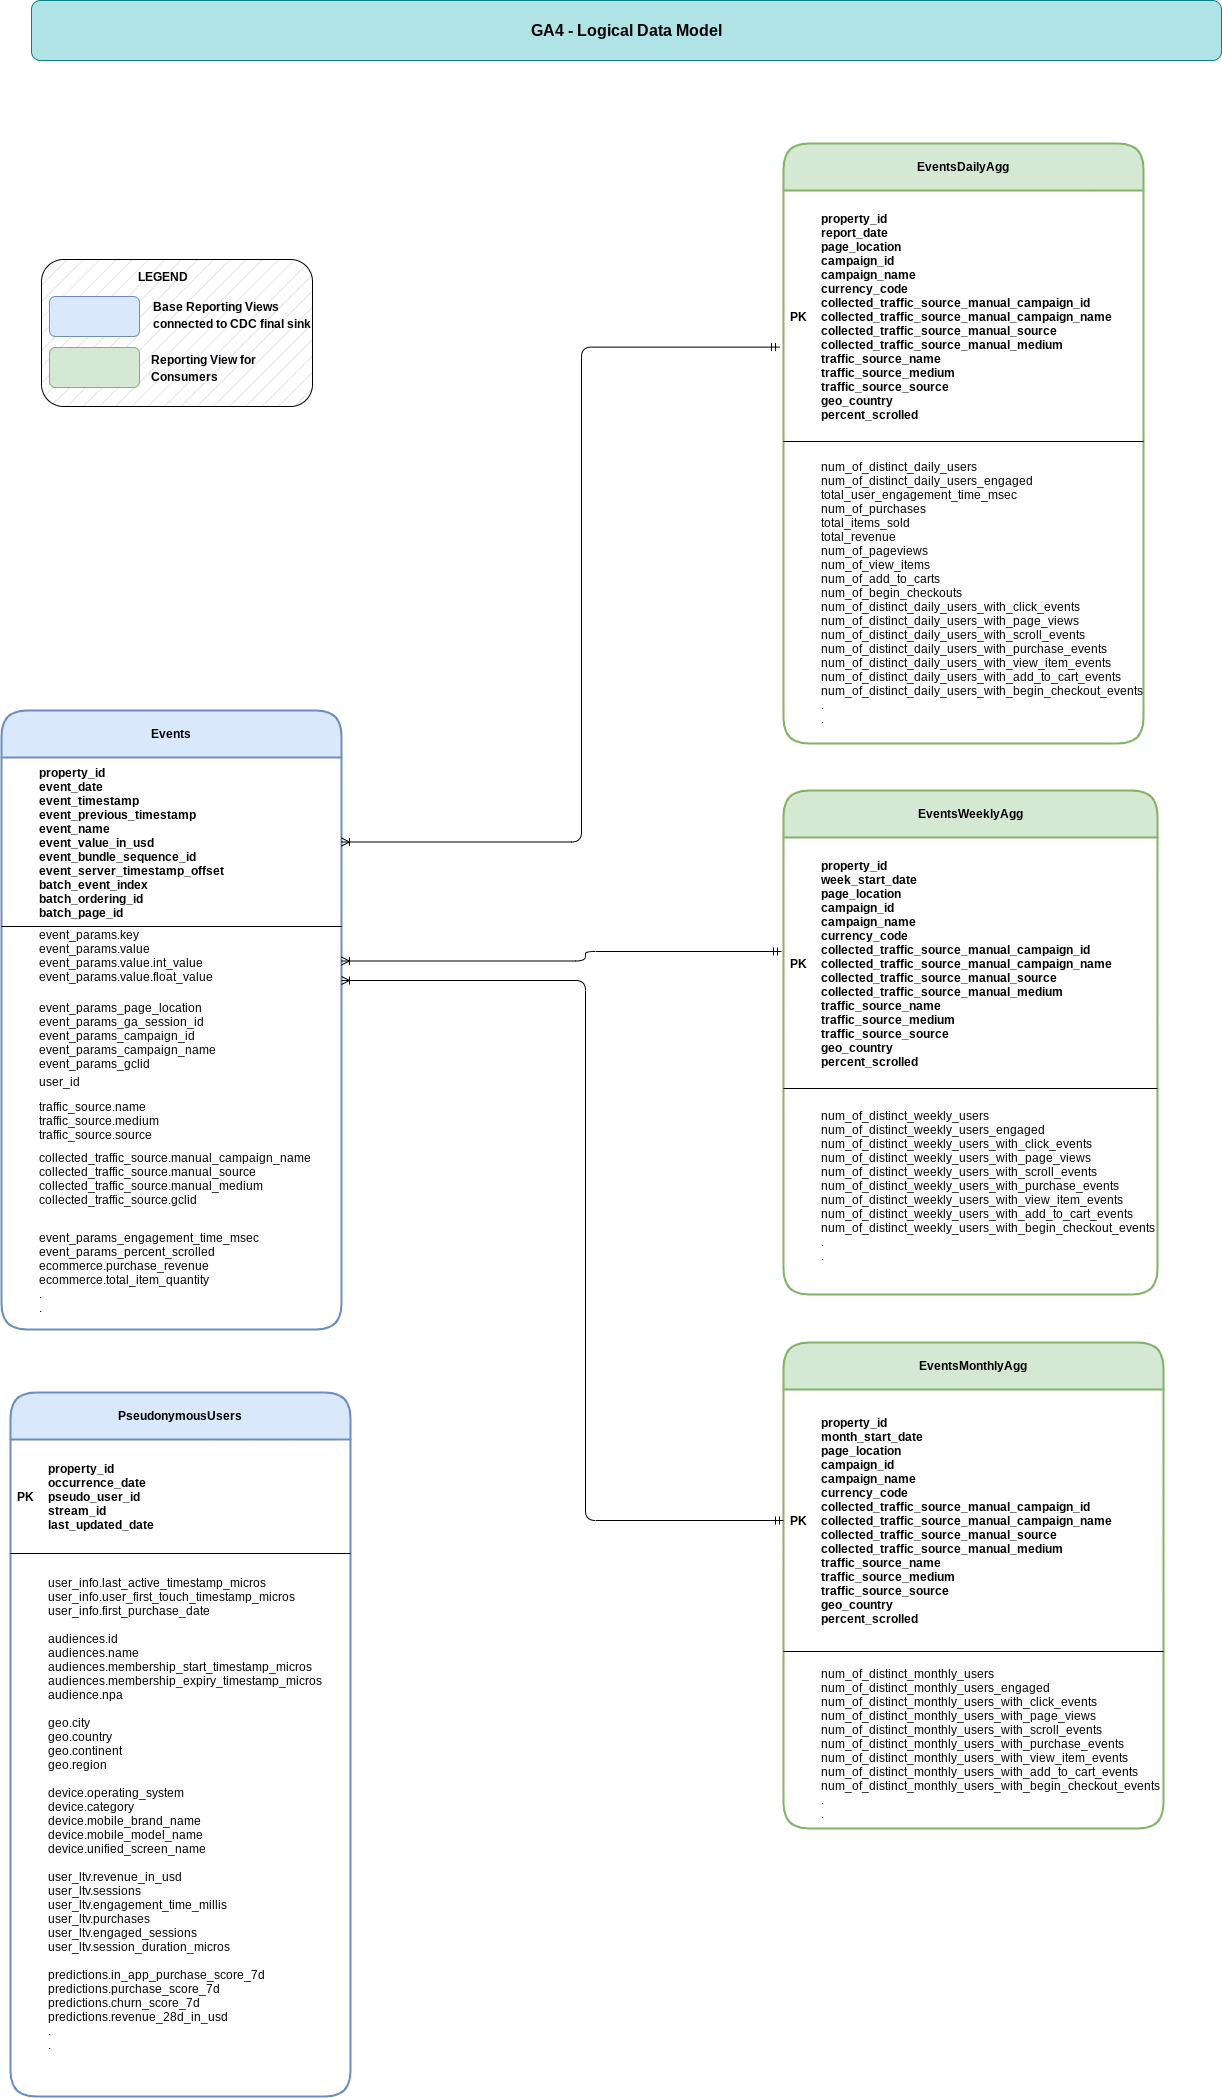 GA4 - Logical Data Model
LEGEND
Base Reporting Views
connected to CDC final sink
Reporting View for
Consumers
EventsDailyAgg
PK
property_id
report_date
page_location
campaign_id
campaign_name
currency_code
collected_traffic_source_manual_campaign_id
collected_traffic_source_manual_campaign_name
collected_traffic_source_manual_source
collected_traffic_source_manual_medium
traffic_source_name
traffic_source_medium
traffic_source_source
geo_country
percent_scrolled
num_of_distinct_daily_users
num_of_distinct_daily_users_engaged
total_user_engagement_time_msec
num_of_purchases
total_items_sold
total_revenue
num_of_pageviews
num_of_view_items
num_of_add_to_carts
num_of_begin_checkouts
num_of_distinct_daily_users_with_click_events
num_of_distinct_daily_users_with_page_views
num_of_distinct_daily_users_with_scroll_events
num_of_distinct_daily_users_with_purchase_events
num_of_distinct_daily_users_with_view_item_events
num_of_distinct_daily_users_with_add_to_cart_events
num_of_distinct_daily_users_with_begin_checkout_events
.
.
Events
property_id
event_date
event_timestamp
event_previous_timestamp
event_name
event_value_in_usd
event_bundle_sequence_id
event_server_timestamp_offset
batch_event_index
batch_ordering_id
batch_page_id
event_params.key
event_params.value
event_params.value.int_value
event_params.value.float_value
event_params_page_location
event_params_ga_session_id
event_params_campaign_id
event_params_campaign_name
event_params_gclid
user_id
traffic_source.name
traffic_source.medium
traffic_source.source
collected_traffic_source.manual_campaign_name
collected_traffic_source.manual_source
collected_traffic_source.manual_medium
collected_traffic_source.gclid
event_params_engagement_time_msec
event_params_percent_scrolled
ecommerce.purchase_revenue
ecommerce.total_item_quantity
.
.
EventsWeeklyAgg
PK
property_id
week_start_date
page_location
campaign_id
campaign_name
currency_code
collected_traffic_source_manual_campaign_id
collected_traffic_source_manual_campaign_name
collected_traffic_source_manual_source
collected_traffic_source_manual_medium
traffic_source_name
traffic_source_medium
traffic_source_source
geo_country
percent_scrolled
num_of_distinct_weekly_users
num_of_distinct_weekly_users_engaged
num_of_distinct_weekly_users_with_click_events
num_of_distinct_weekly_users_with_page_views
num_of_distinct_weekly_users_with_scroll_events
num_of_distinct_weekly_users_with_purchase_events
num_of_distinct_weekly_users_with_view_item_events
num_of_distinct_weekly_users_with_add_to_cart_events
num_of_distinct_weekly_users_with_begin_checkout_events
.
.
PseudonymousUsers
PK
property_id
occurrence_date
pseudo_user_id
stream_id
last_updated_date
user_info.last_active_timestamp_micros
user_info.user_first_touch_timestamp_micros
user_info.first_purchase_date
audiences.id
audiences.name
audiences.membership_start_timestamp_micros
audiences.membership_expiry_timestamp_micros
audience.npa
geo.city
geo.country
geo.continent
geo.region
device.operating_system
device.category
device.mobile_brand_name
device.mobile_model_name
device.unified_screen_name
user_ltv.revenue_in_usd
user_ltv.sessions
user_ltv.engagement_time_millis
user_ltv.purchases
user_ltv.engaged_sessions
user_ltv.session_duration_micros
predictions.in_app_purchase_score_7d
predictions.purchase_score_7d
predictions.churn_score_7d
predictions.revenue_28d_in_usd
.
.
EventsMonthlyAgg
PK
property_id
month_start_date
page_location
campaign_id
campaign_name
currency_code
collected_traffic_source_manual_campaign_id
collected_traffic_source_manual_campaign_name
collected_traffic_source_manual_source
collected_traffic_source_manual_medium
traffic_source_name
traffic_source_medium
traffic_source_source
geo_country
percent_scrolled
num_of_distinct_monthly_users
num_of_distinct_monthly_users_engaged
num_of_distinct_monthly_users_with_click_events
num_of_distinct_monthly_users_with_page_views
num_of_distinct_monthly_users_with_scroll_events
num_of_distinct_monthly_users_with_purchase_events
num_of_distinct_monthly_users_with_view_item_events
num_of_distinct_monthly_users_with_add_to_cart_events
num_of_distinct_monthly_users_with_begin_checkout_events
.
.